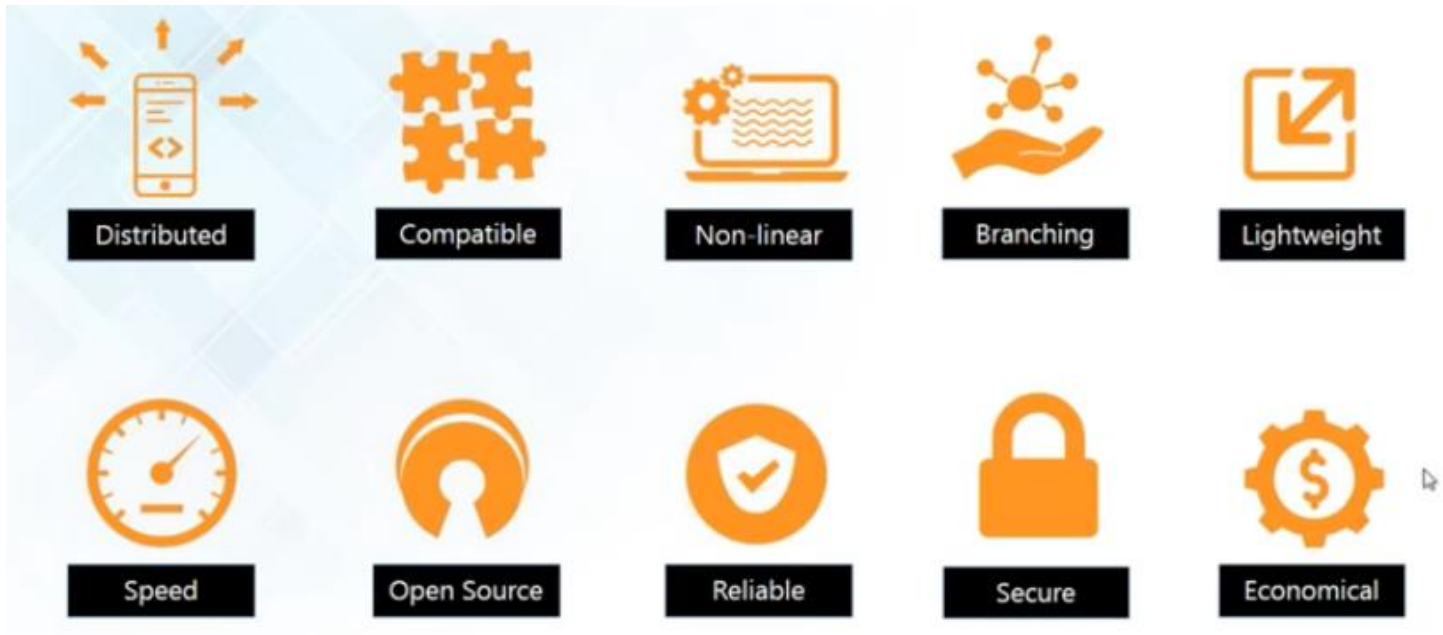 Distributed
Compatible
Non-linear
Branching
Lightweight
Speed
Open Source
Reliable
Secure
Economical